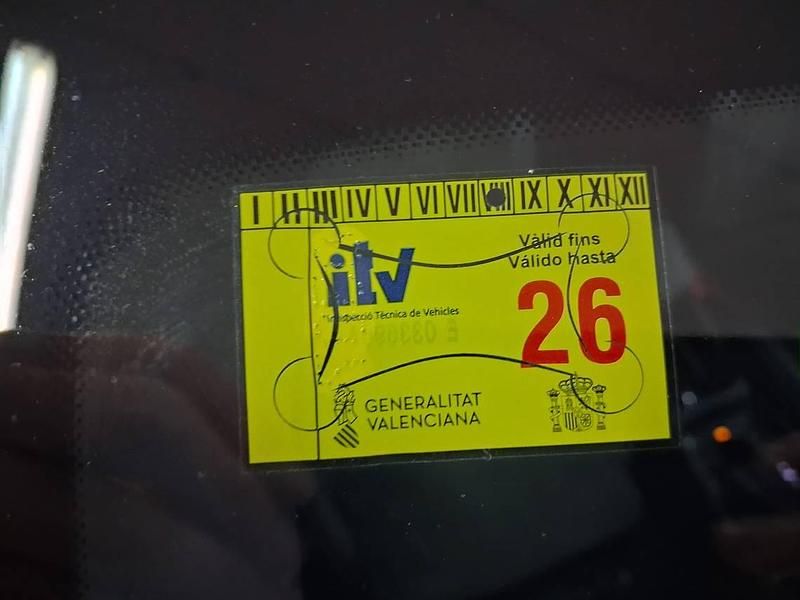 I II III IV V VI VII VIII IX X XI XII
Vàlid fins
Válido hasta
itv
Inspecció Tècnica de Vehicles
26
GENERALITAT
VALENCIANA